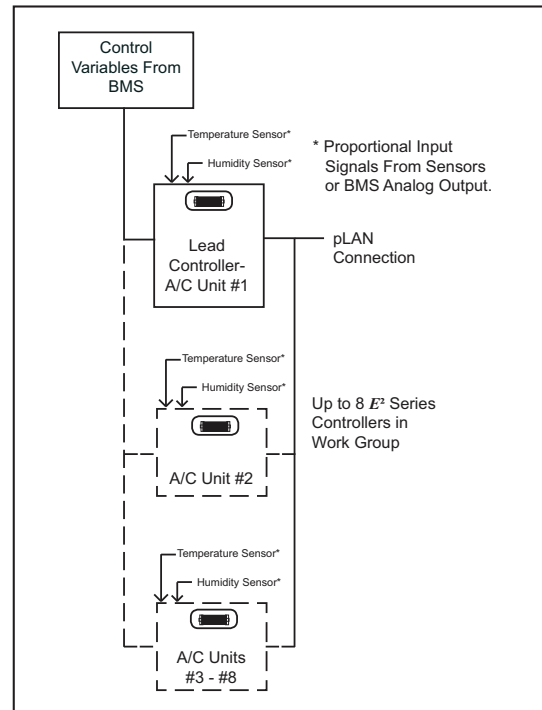 Control
Variables From
BMS
Temperature Sensor*
Humidity Sensor*
* Proportional Input
Signals From Sensors
or BMS Analog Output.
Lead
Controller-
A/C Unit #1
pLAN
Connection
Temperature Sensor*
Humidity Sensor*
Up to 8 E² Series
Controllers in
Work Group
A/C Unit #2
Temperature Sensor*
Humidity Sensor*
A/C Units
#3 - #8